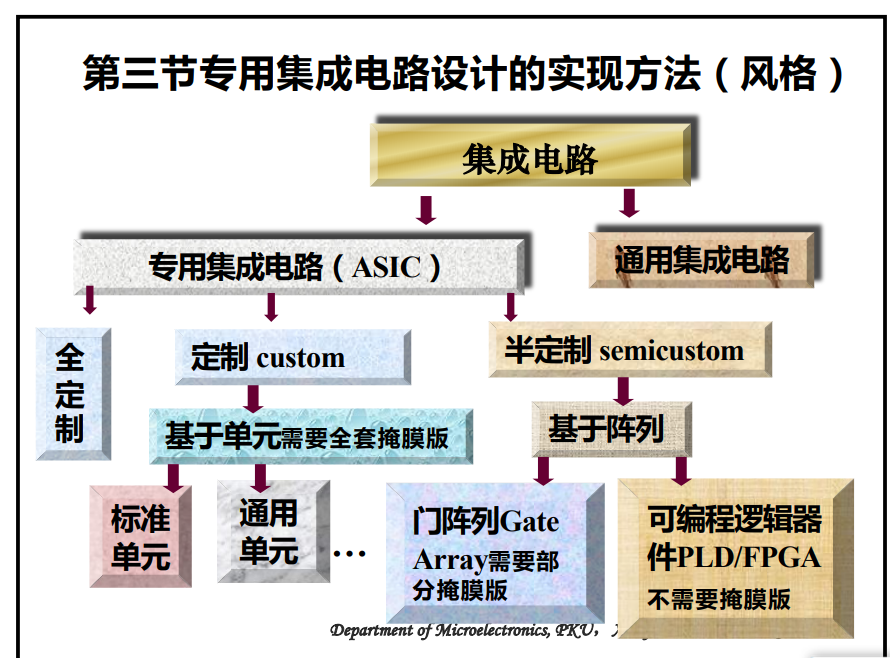 第三节专用集成电路设计的实现方法（风格）
集成电路
专用集成电路（ASIC）
通用集成电路
全
定
制
定制 custom
半定制 semicustom
基于单元需要全套掩膜版
基于阵列
标准
单元
通用
单元
…
门阵列Gate
Array需要部
分掩膜版
可编程逻辑器
件PLD/FPGA
不需要掩膜版
Department of Microelectronics, PKU，